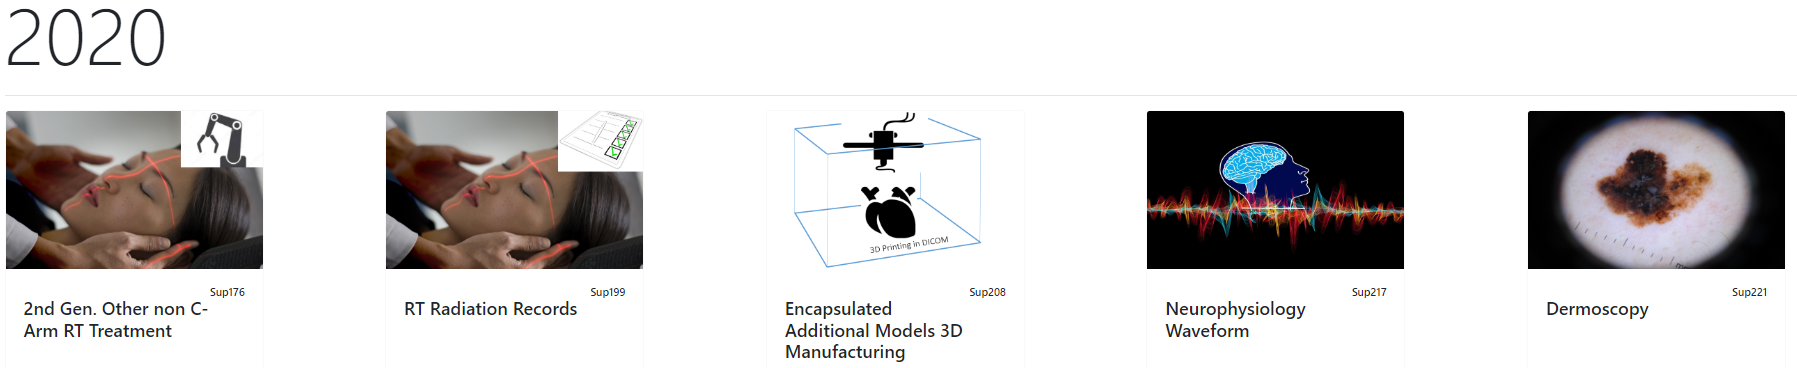 2020
Sup176
2nd Gen. Other non C-
Arm RT Treatment
Sup199
RT Radiation Records
3D Printing in DICOM
Sup208
Encapsulated
Additional Models 3D
Manufacturing
Sup217
Neurophysiology
Waveform
Sup221
Dermoscopy